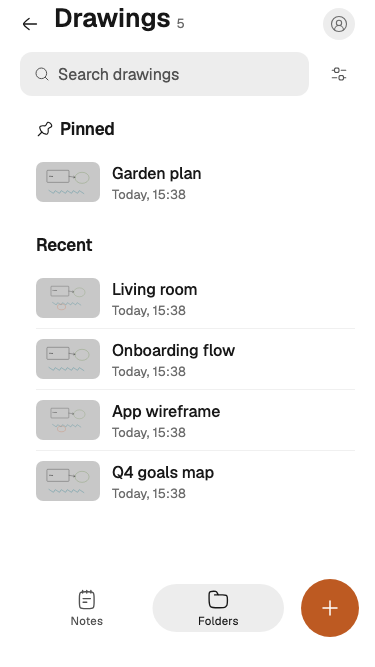 Drawings 5
Search drawings
Pinned
Garden plan
Today, 15:38
Recent
Living room
Today, 15:38
Onboarding flow
Today, 15:38
App wireframe
Today, 15:38
Q4 goals map
Today, 15:38
Notes
Folders